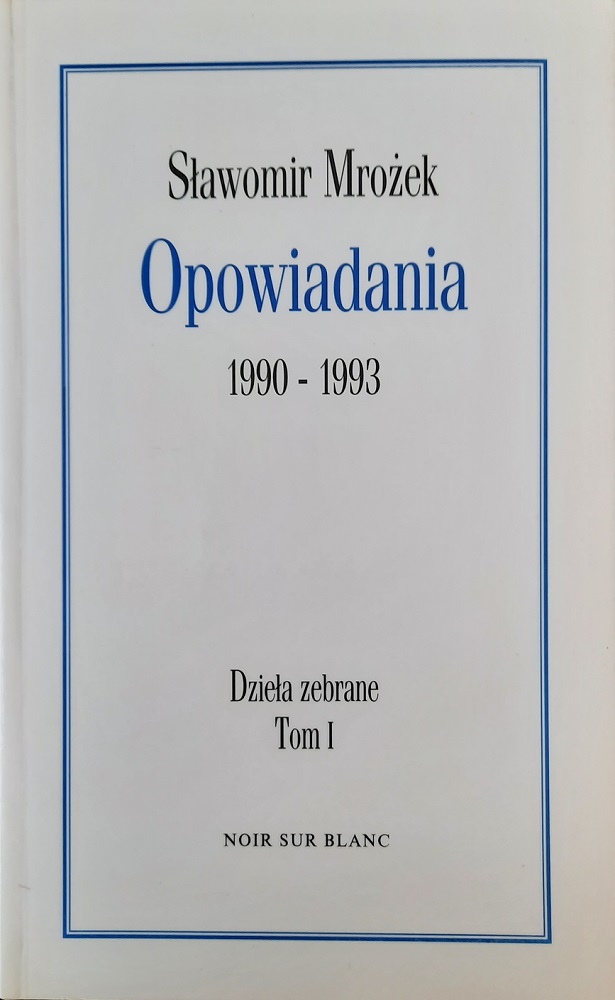 Sławomir Mrożek
Opowiadania
1990 - 1993
Dzieła zebrane
Tom I
NOIR SUR BLANC